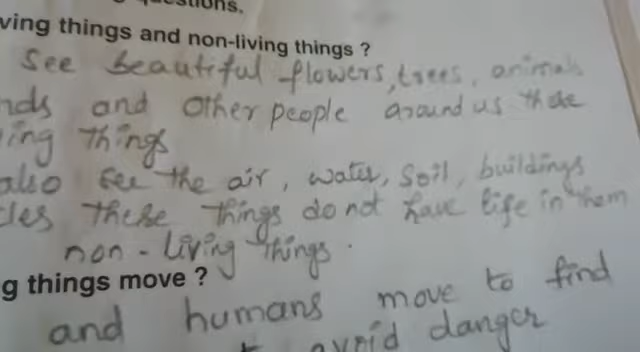 questions.
ving things and non-living things ?
See beautiful flowers, trees, animals
nds and other people around us these
ing things
also see the air, water, Soil, buildings
cles these things do not have life in them
non-living things.
g things move ?
and humans move to find
avoid danger